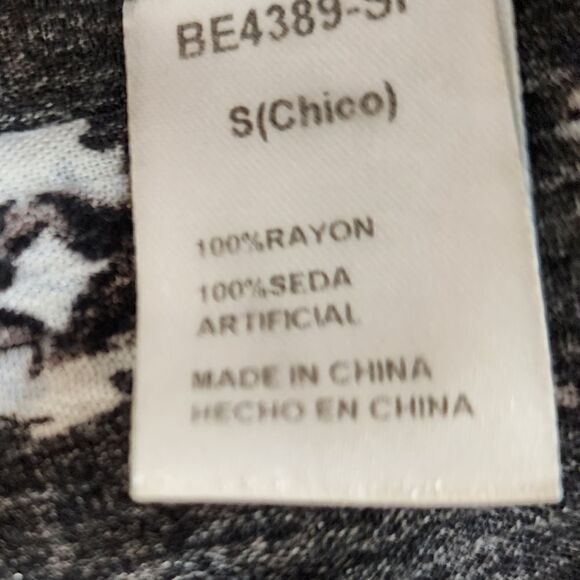 S(Chico)
100%RAYON
100%SEDA
ARTIFICIAL
MADE IN CHINA
HECHO EN CHINA